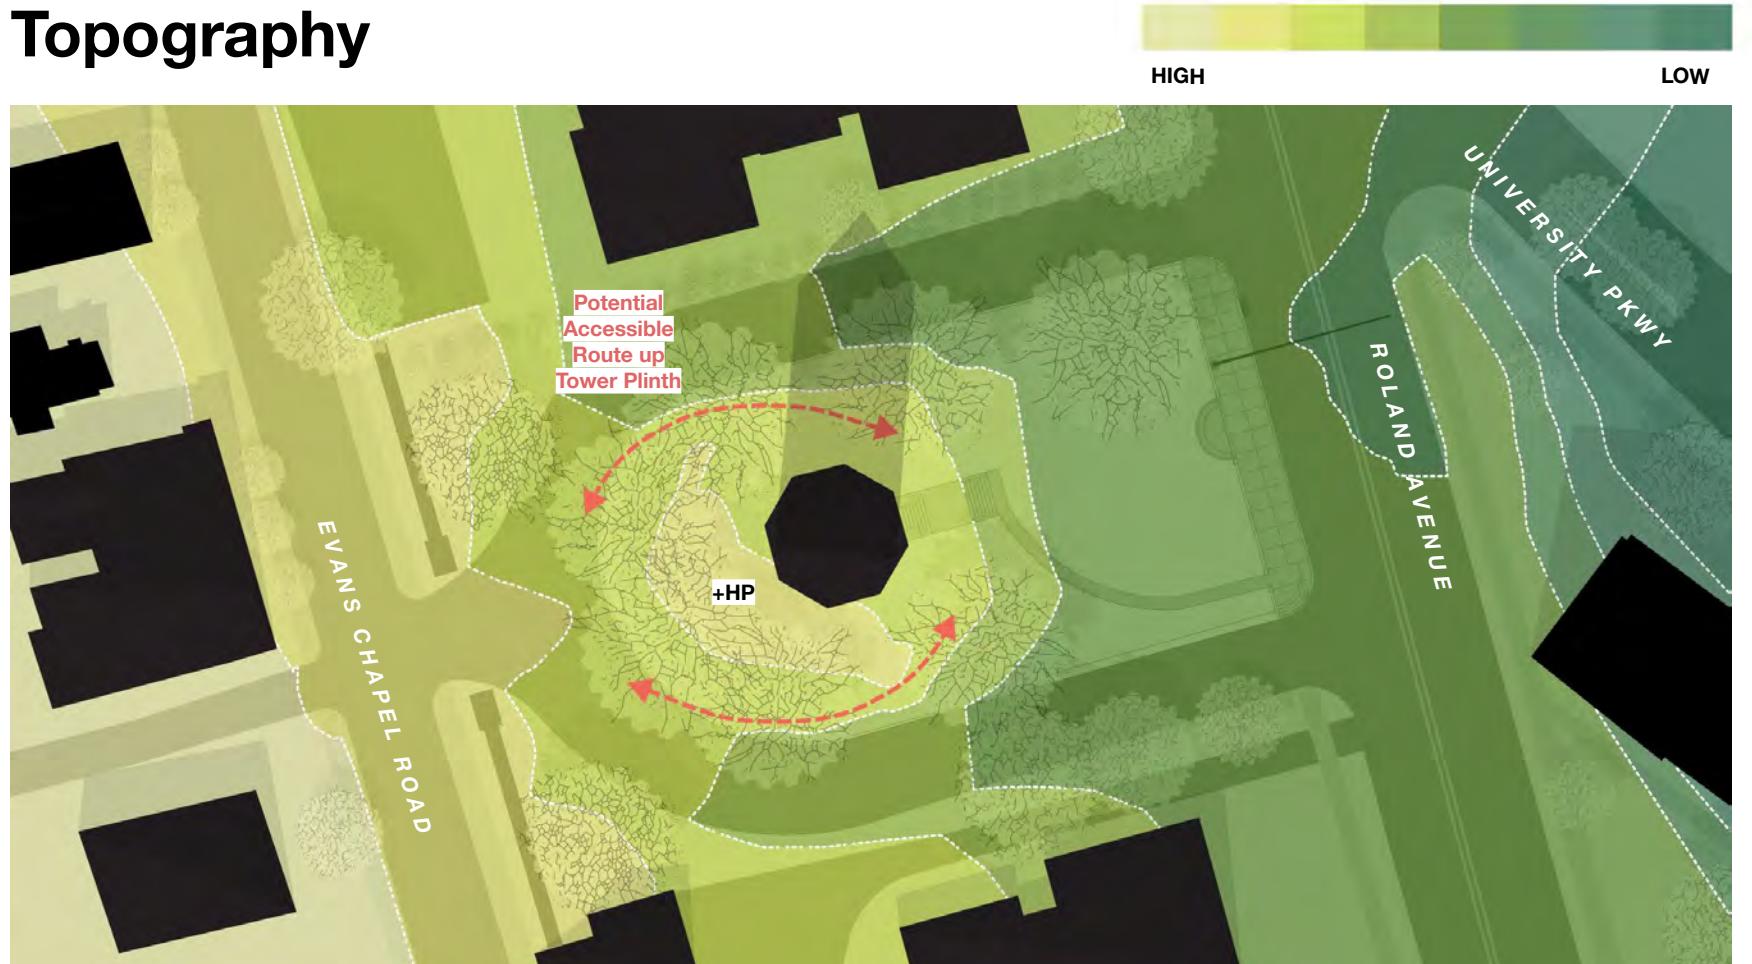 Topography
HIGH
LOW
UNIVERSITY PKWY
Potential
Accessible
Route up
Tower Plinth
ROLAND AVENUE
EVANS CHAPEL ROAD
+HP